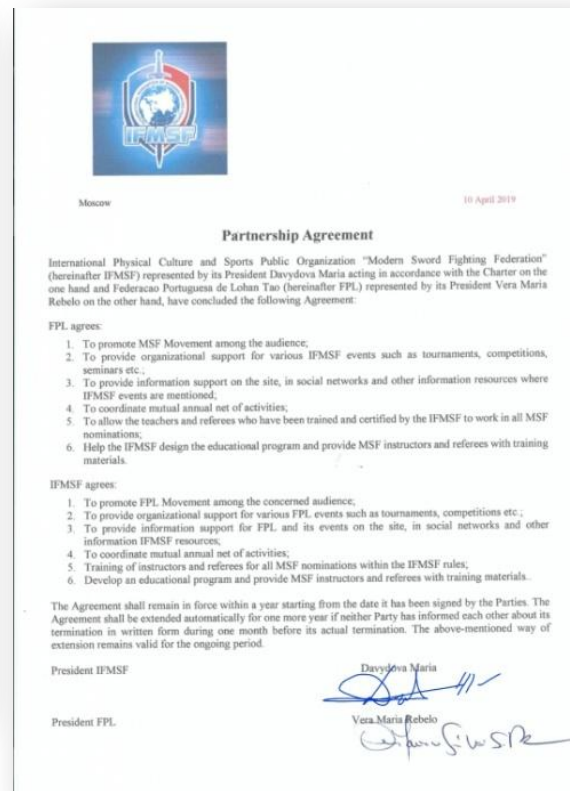 IFMSF
Moscow
10 April 2019
Partnership Agreement
International Physical Culture and Sports Public Organization "Modern Sword Fighting Federation"
(hereinafter IFMSF) represented by its President Davydova Maria acting in accordance with the Charter on the
one hand and Federacao Portuguesa de Lohan Tao (hereinafter FPL) represented by its President Vera Maria
Rebelo on the other hand, have concluded the following Agreement:
FPL agrees:
1. To promote MSF Movement among the audience;
2. To provide organizational support for various IFMSF events such as tournaments, competitions,
seminars etc.;
3. To provide information support on the site, in social networks and other information resources where
IFMSF events are mentioned;
4. To coordinate mutual annual net of activities;
5. To allow the teachers and referees who have been trained and certified by the IFMSF to work in all MSF
nominations;
6. Help the IFMSF design the educational program and provide MSF instructors and referees with training
materials.
IFMSF agrees:
1. To promote FPL Movement among the concerned audience;
2. To provide organizational support for various FPL events such as tournaments, competitions etc.;
3. To provide information support for FPL and its events on the site, in social networks and other
information IFMSF resources;
4. To coordinate mutual annual net of activities;
5. Training of instructors and referees for all MSF nominations within the IFMSF rules;
6. Develop an educational program and provide MSF instructors and referees with training materials..
The Agreement shall remain in force within a year starting from the date it has been signed by the Parties. The
Agreement shall be extended automatically for one more year if neither Party has informed each other about its
termination in written form during one month before its actual termination. The above-mentioned way of
extension remains valid for the ongoing period.
President IFMSF
Davydova Maria
President FPL
Vera Maria Rebelo